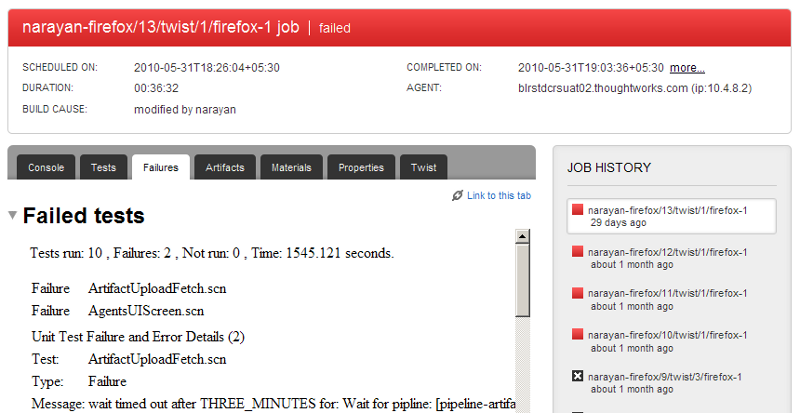 narayan-firefox/13/twist/1/firefox-1 job | failed
SCHEDULED ON: 2010-05-31T18:26:04+05:30 COMPLETED ON: 2010-05-31T19:03:36+05:30 more...
DURATION: 00:36:32 AGENT: blrstdcrsuat02.thoughtworks.com (ip:10.4.8.2)
BUILD CAUSE: modified by narayan
Console Tests Failures Artifacts Materials Properties Twist
Link to this tab
Failed tests
Tests run: 10 , Failures: 2 , Not run: 0 , Time: 1545.121 seconds.
Failure ArtifactUploadFetch.scn
Failure AgentsUIScreen.scn
Unit Test Failure and Error Details (2)
Test: ArtifactUploadFetch.scn
Type: Failure
Message: wait timed out after THREE_MINUTES for: Wait for pipline: [pipeline-artifa
JOB HISTORY
narayan-firefox/13/twist/1/firefox-1
29 days ago
narayan-firefox/12/twist/1/firefox-1
about 1 month ago
narayan-firefox/11/twist/1/firefox-1
about 1 month ago
narayan-firefox/10/twist/1/firefox-1
about 1 month ago
narayan-firefox/9/twist/3/firefox-1
about 1 month ago